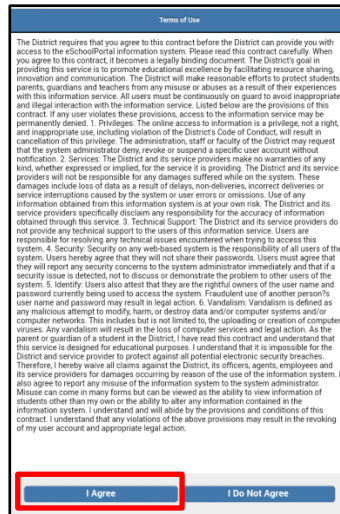 Terms of Use
The District requires that you agree to this contract before the District can provide you with
access to the eSchoolPortal information system. Please read this contract carefully. When
you agree to this contract, it becomes a legally binding document. The District's goal in
providing this service is to promote educational excellence by facilitating resource sharing,
innovation and communication. The District will make reasonable efforts to protect students,
parents, guardians and teachers from any misuse or abuses as a result of their experiences
with this information service. All users must be continuously on guard to avoid inappropriate
and illegal interaction with the information service. Listed below are the provisions of this
contract. If any user violates these provisions, access to the information service may be
permanently denied. 1. Privileges: The online access to information is a privilege, not a right,
and inappropriate use, including violation of the District's Code of Conduct, will result in
cancellation of this privilege. The administration, staff or faculty of the District may request
that the system administrator deny, revoke or suspend a specific user account without
notification. 2. Services: The District and its service providers make no warranties of any
kind, whether expressed or implied, for the service it is providing. The District and its service
providers will not be responsible for any damages suffered while on the system. These
damages include loss of data as a result of delays, non-deliveries, incorrect deliveries or
service interruptions caused by the system or user errors or omissions. Use of any
information obtained from this information system is at your own risk. The District and its
service providers specifically disclaim any responsibility for the accuracy of information
obtained through this service. 3. Technical Support: The District and its service providers do
not provide any technical support to the users of this information service. Users are
responsible for resolving any technical issues encountered when trying to access this
system. 4. Security: Security on any web-based system is the responsibility of all users of the
system. Users hereby agree that they will not share their passwords. Users must agree that
they will report any security concerns to the system administrator immediately and that if a
security issue is detected, not to discuss or demonstrate the problem to other users of the
system. 5. Identify: Users also attest that they are the rightful owners of the user name and
password currently being used to access the system. Fraudulent use of another person?s
user name and password may result in legal action. 6. Vandalism: Vandalism is defined as
any malicious attempt to modify, harm, or destroy data and/or computer systems and/or
computer networks. This includes but is not limited to, the uploading or creation of computer
viruses. Any vandalism will result in the loss of computer services and legal action. As the
parent or guardian of a student in the District, I have read this contract and understand that
this service is designed for educational purposes. I understand that it is impossible for the
District and service provider to protect against all potential electronic security breaches.
Therefore, I hereby waive all claims against the District, its officers, agents, employees and
its service providers for damages occurring by reason of the use of the information system. I
also agree to report any misuse of the information system to the system administrator.
Misuse can come in many forms but can be viewed as the ability to view information of
students other than my own or the ability to alter any information contained in the
information system. I understand and will abide by the provisions and conditions of this
contract. I understand that any violations of the above provisions may result in the revoking
of my user account and appropriate legal action.
I Agree
I Do Not Agree